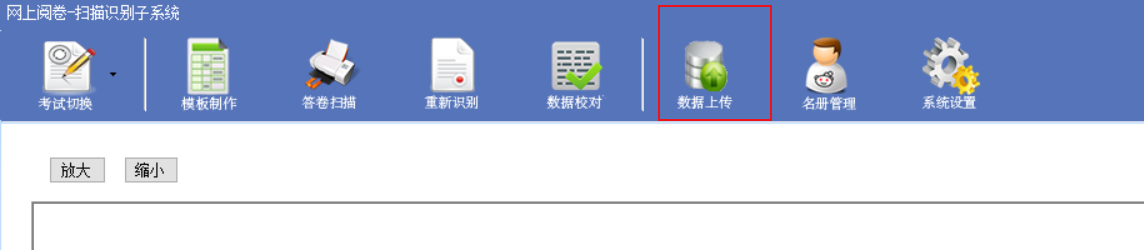 网上阅卷-扫描识别子系统
考试切换 模板制作 答卷扫描 重新识别 数据校对 数据上传 名册管理 系统设置
放大 缩小